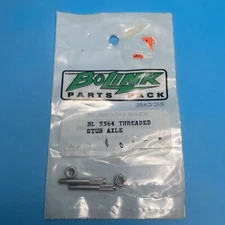 BOLINK
PARTS PACK
BL 5364 THREADED
STUB AXLE